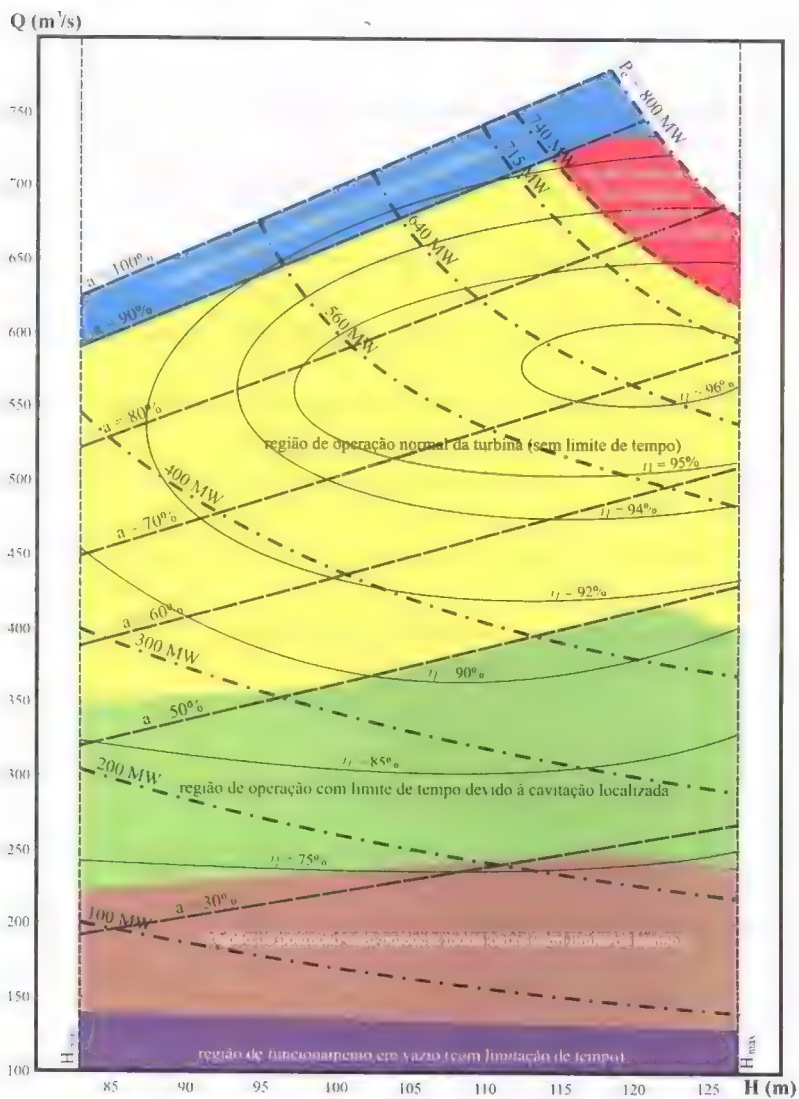 Q (m³/s)
750
700
650
600
550
500
450
400
350
300
250
200
150
100
P = 800 MW
740 MW
715 MW
640 MW
560 MW
400 MW
300 MW
200 MW
100 MW
a 100%
a = 90%
a = 80%
a - 70%
a 60%
a 50%
a 30%
η - 96%
η = 95%
η - 94%
η - 92%
η 90%
η - 85%
η - 75%
região de operação normal da turbina (sem limite de tempo)
região de operação com limite de tempo devido à cavitação localizada
região de funcionamento em vazio (com limitação de tempo)
H
H max
85 90 95 100 105 110 115 120 125 H (m)